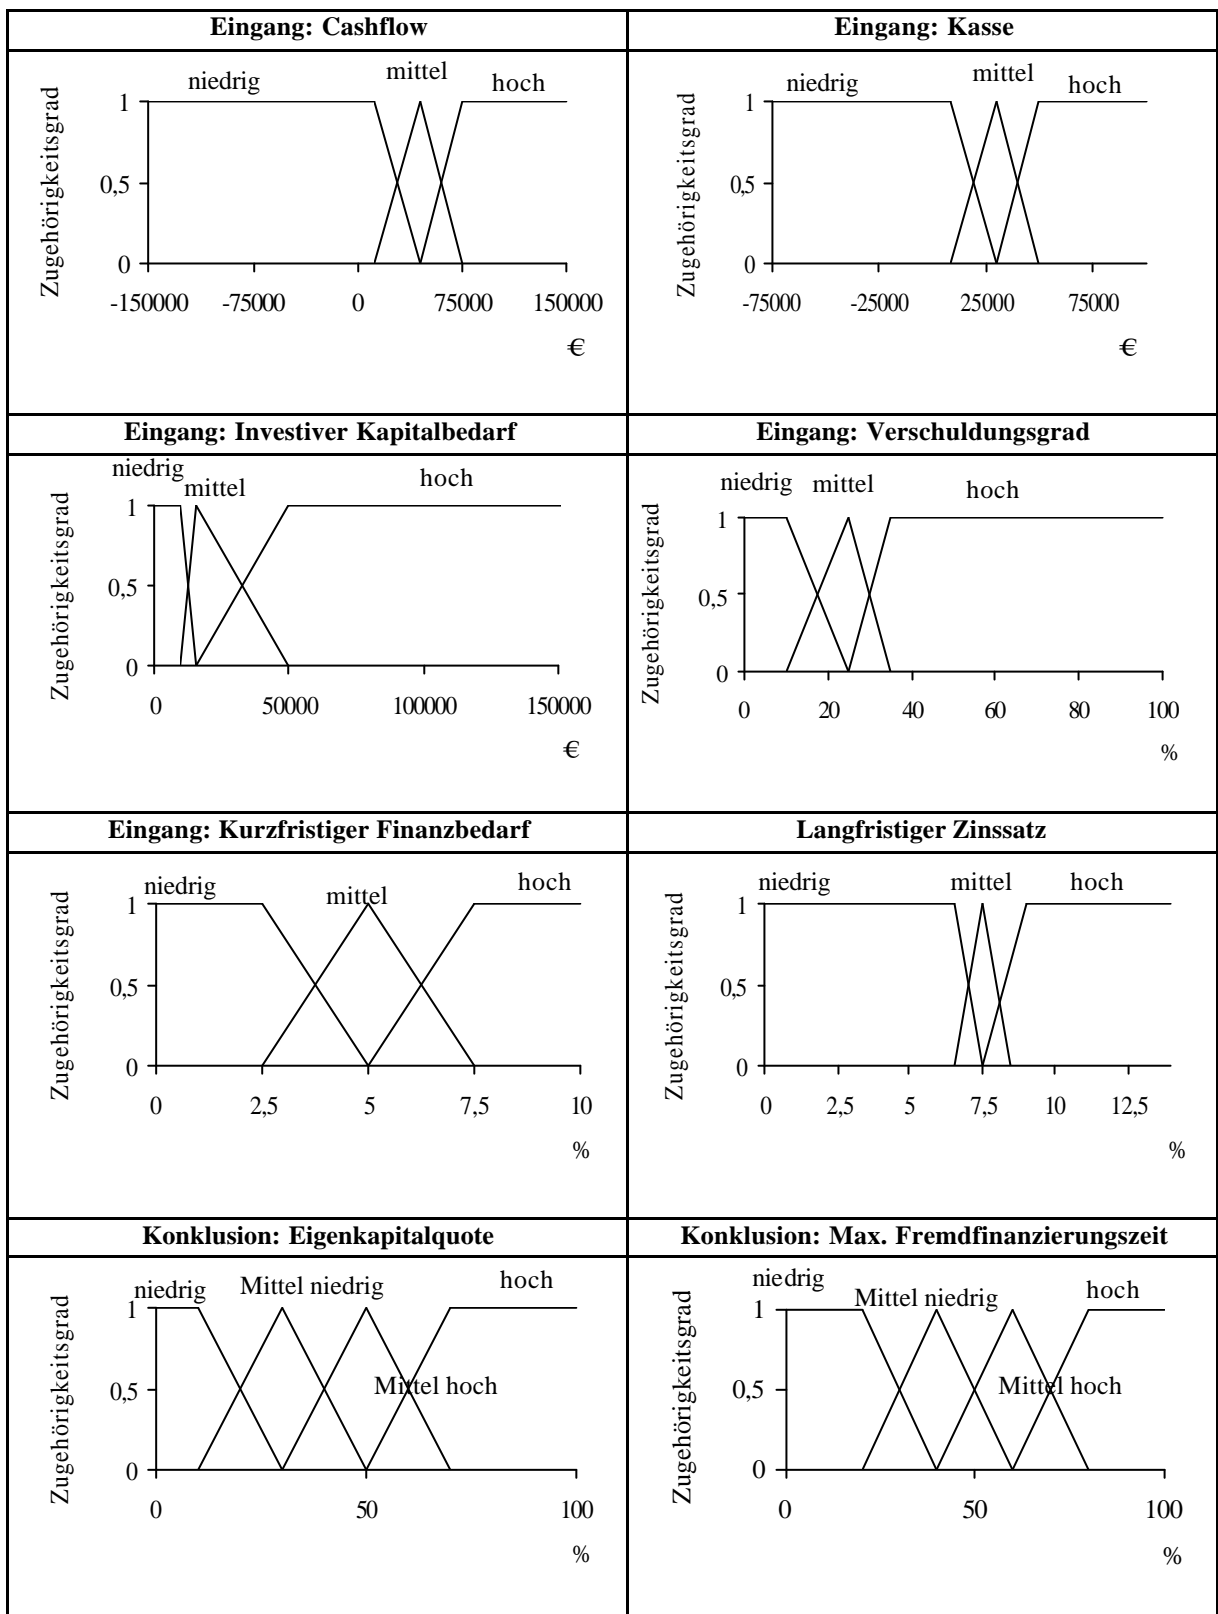 Eingang: Cashflow
niedrig
mittel
hoch
Zugehörigkeitsgrad
1
0,5
0
-150000 -75000 0 75000 150000
€
Eingang: Kasse
niedrig
mittel
hoch
Zugehörigkeitsgrad
1
0,5
0
-75000 -25000 25000 75000
€
Eingang: Investiver Kapitalbedarf
niedrig
mittel
hoch
Zugehörigkeitsgrad
1
0,5
0
0 50000 100000 150000
€
Eingang: Verschuldungsgrad
niedrig mittel hoch
Zugehörigkeitsgrad
1
0,5
0
0 20 40 60 80 100
%
Eingang: Kurzfristiger Finanzbedarf
niedrig mittel hoch
Zugehörigkeitsgrad
1
0,5
0
0 2,5 5 7,5 10
%
Langfristiger Zinssatz
niedrig mittel hoch
Zugehörigkeitsgrad
1
0,5
0
0 2,5 5 7,5 10 12,5
%
Konklusion: Eigenkapitalquote
niedrig Mittel niedrig hoch
Mittel hoch
Zugehörigkeitsgrad
1
0,5
0
0 50 100
%
Konklusion: Max. Fremdfinanzierungszeit
niedrig
Mittel niedrig hoch
Mittel hoch
Zugehörigkeitsgrad
1
0,5
0
0 50 100
%